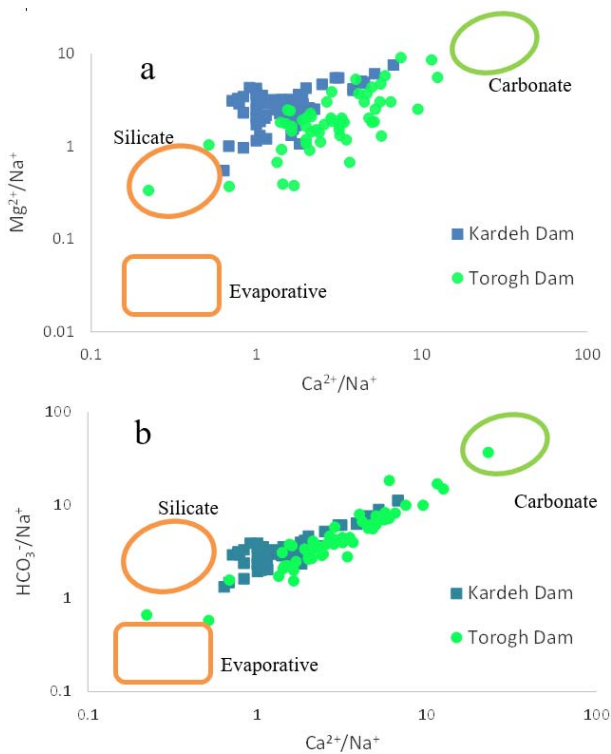 a
10
1
0.1
0.01
Mg²⁺/Na⁺
Silicate
Carbonate
Evaporative
Kardeh Dam
Torogh Dam
0.1 1 10 100
Ca²⁺/Na⁺
b
100
10
1
0.1
HCO₃⁻/Na⁺
Silicate
Carbonate
Evaporative
Kardeh Dam
Torogh Dam
0.1 1 10 100
Ca²⁺/Na⁺